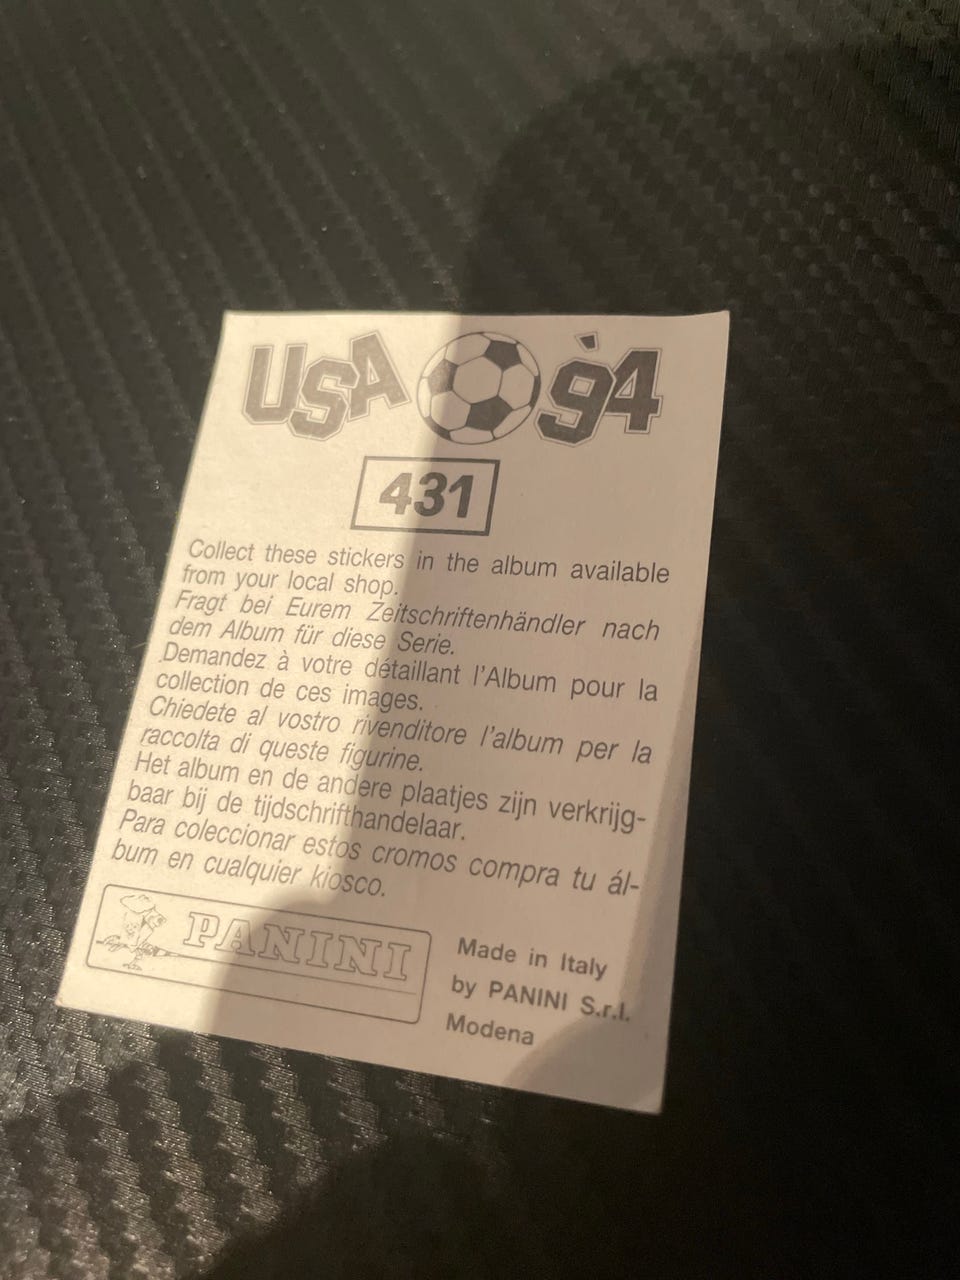 USA '94
431
Collect these stickers in the album available
from your local shop.
Fragt bei Eurem Zeitschriftenhändler nach
dem Album für diese Serie.
Demandez à votre détaillant l'Album pour la
collection de ces images.
Chiedete al vostro rivenditore l'album per la
raccolta di queste figurine.
Het album en de andere plaatjes zijn verkrijg-
baar bij de tijdschrifthandelaar.
Para coleccionar estos cromos compra tu ál-
bum en cualquier kiosco.
PANINI
Made in Italy
by PANINI S.r.l.
Modena